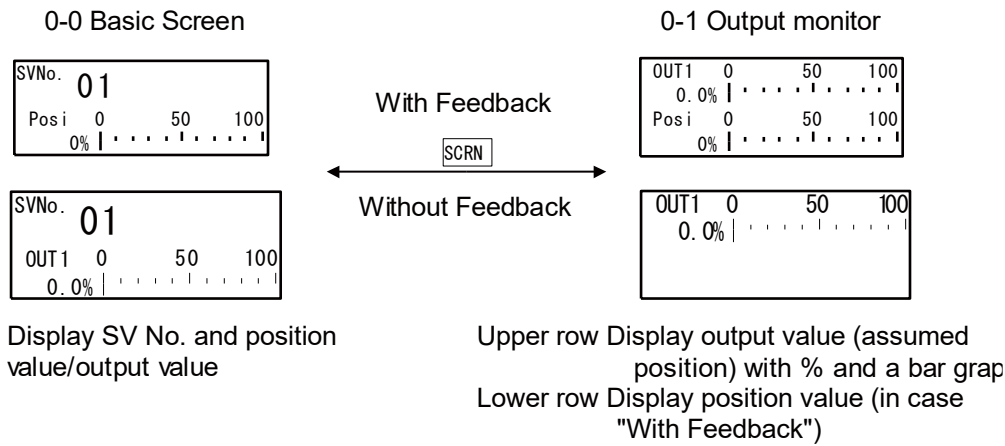 0-0 Basic Screen
0-1 Output monitor
SVNo. 01
Posi 0 50 100
0%
With Feedback
SCRN
Without Feedback
OUT1 0 50 100
0.0%
Posi 0 50 100
0%
SVNo. 01
OUT1 0 50 100
0.0%
OUT1 0 50 100
0.0%
Display SV No. and position
value/output value
Upper row Display output value (assumed
position) with % and a bar grap
Lower row Display position value (in case
"With Feedback")